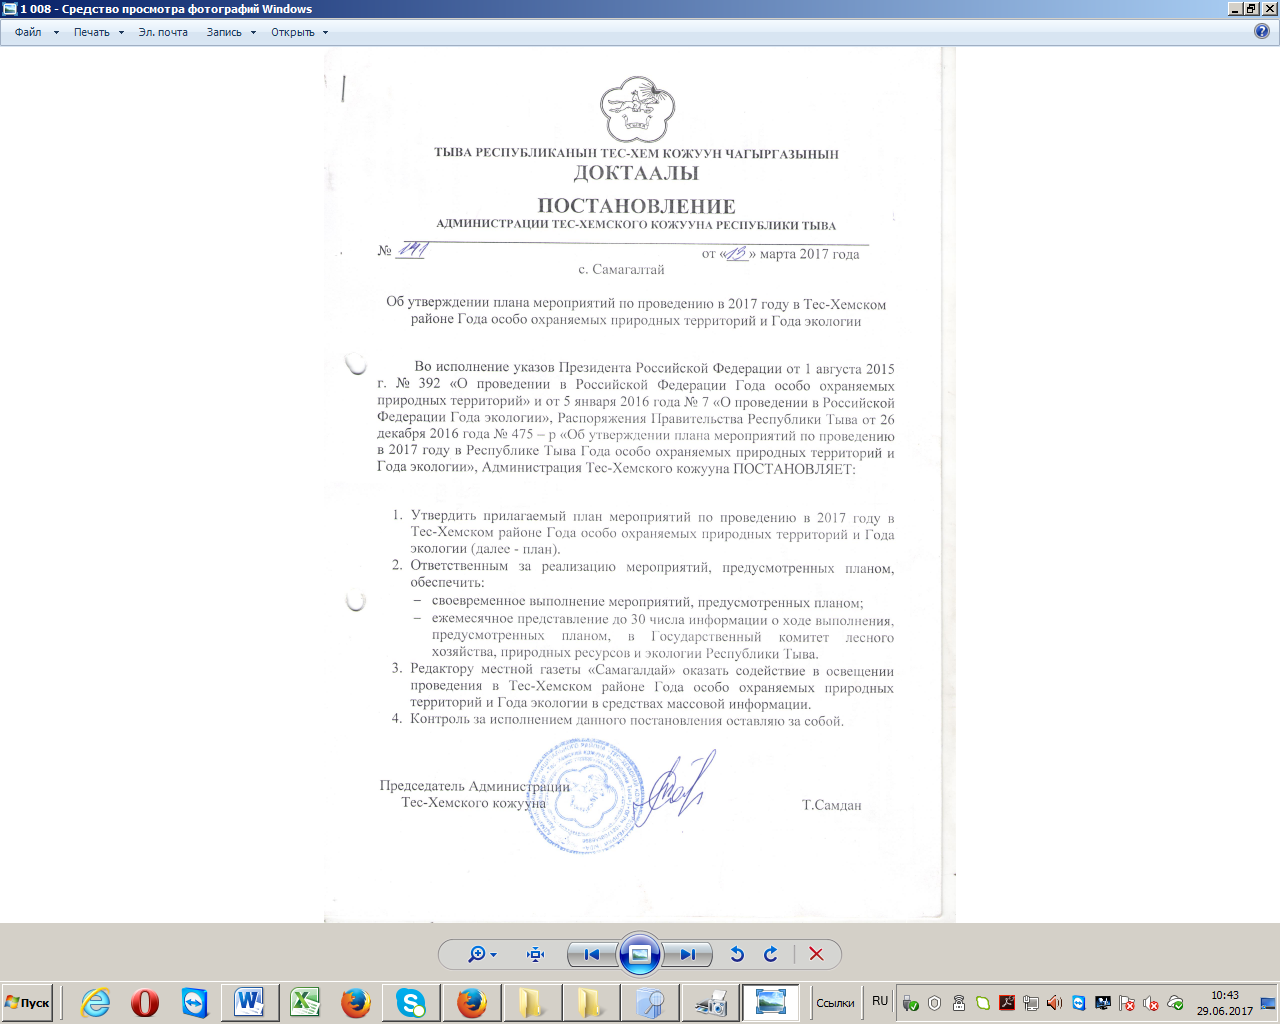 1 008 - Средство просмотра фотографий Windows
Файл Печать Эл. почта Запись Открыть
ТЫВА РЕСПУБЛИКАНЫН ТЕС-ХЕМ КОЖУУН ЧАГЫРГАЗЫНЫН
ДОКТААЛЫ
ПОСТАНОВЛЕНИЕ
АДМИНИСТРАЦИИ ТЕС-ХЕМСКОГО КОЖУУНА РЕСПУБЛИКИ ТЫВА
№ 141 от «13» марта 2017 года
с. Самагалтай
Об утверждении плана мероприятий по проведению в 2017 году в Тес-Хемском
районе Года особо охраняемых природных территорий и Года экологии
Во исполнение указов Президента Российской Федерации от 1 августа 2015
г. № 392 «О проведении в Российской Федерации Года особо охраняемых
природных территорий» и от 5 января 2016 года № 7 «О проведении в Российской
Федерации Года экологии», Распоряжения Правительства Республики Тыва от 26
декабря 2016 года № 475 – р «Об утверждении плана мероприятий по проведению
в 2017 году в Республике Тыва Года особо охраняемых природных территорий и
Года экологии», Администрация Тес-Хемского кожууна ПОСТАНОВЛЯЕТ:
1. Утвердить прилагаемый план мероприятий по проведению в 2017 году в
Тес-Хемском районе Года особо охраняемых природных территорий и Года
экологии (далее - план).
2. Ответственным за реализацию мероприятий, предусмотренных планом,
обеспечить:
– своевременное выполнение мероприятий, предусмотренных планом;
– ежемесячное представление до 30 числа информации о ходе выполнения,
предусмотренных планом, в Государственный комитет лесного
хозяйства, природных ресурсов и экологии Республики Тыва.
3. Редактору местной газеты «Самагалдай» оказать содействие в освещении
проведения в Тес-Хемском районе Года особо охраняемых природных
территорий и Года экологии в средствах массовой информации.
4. Контроль за исполнением данного постановления оставляю за собой.
Председатель Администрации
Тес-Хемского кожууна Т.Самдан
Пуск Ссылки RU 10:43
29.06.2017